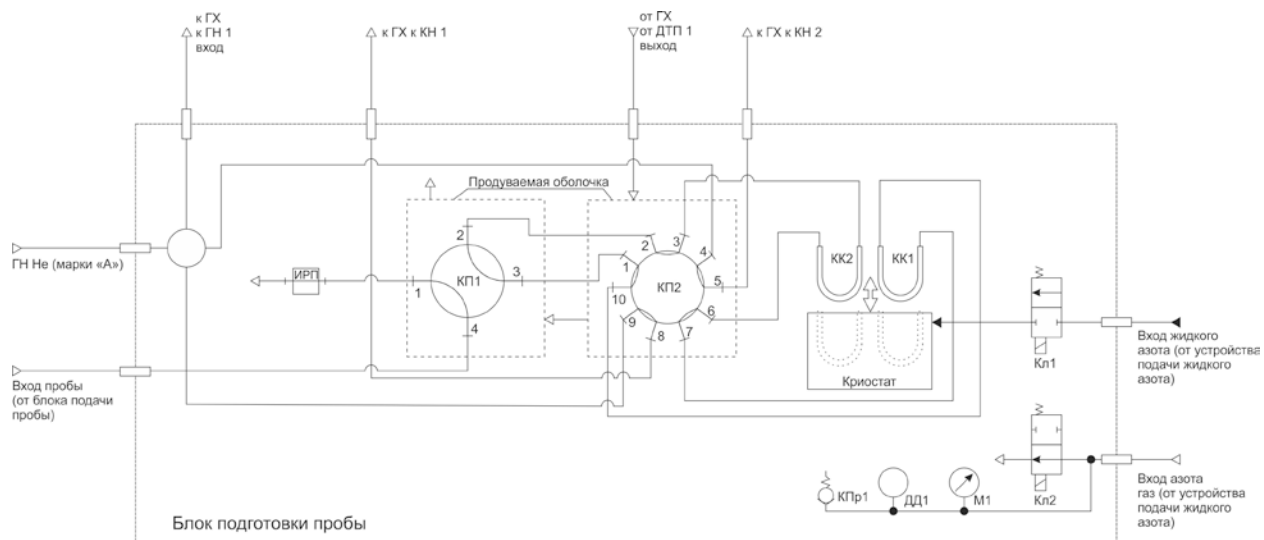 к ГХ
к ГН 1
вход
к ГХ к КН 1
от ГХ
от ДТП 1
выход
к ГХ к КН 2
Продуваемая оболочка
ГН Не (марки «А»)
ИРП
КП1
1
2
3
4
КП2
1
2
3
4
5
6
7
8
9
10
КК2
КК1
Криостат
Кл1
Вход жидкого
азота (от устройства
подачи жидкого
азота)
Вход пробы
(от блока подачи
пробы)
КПр1
ДД1
М1
Кл2
Вход азота
газ (от устройства
подачи жидкого
азота)
Блок подготовки пробы